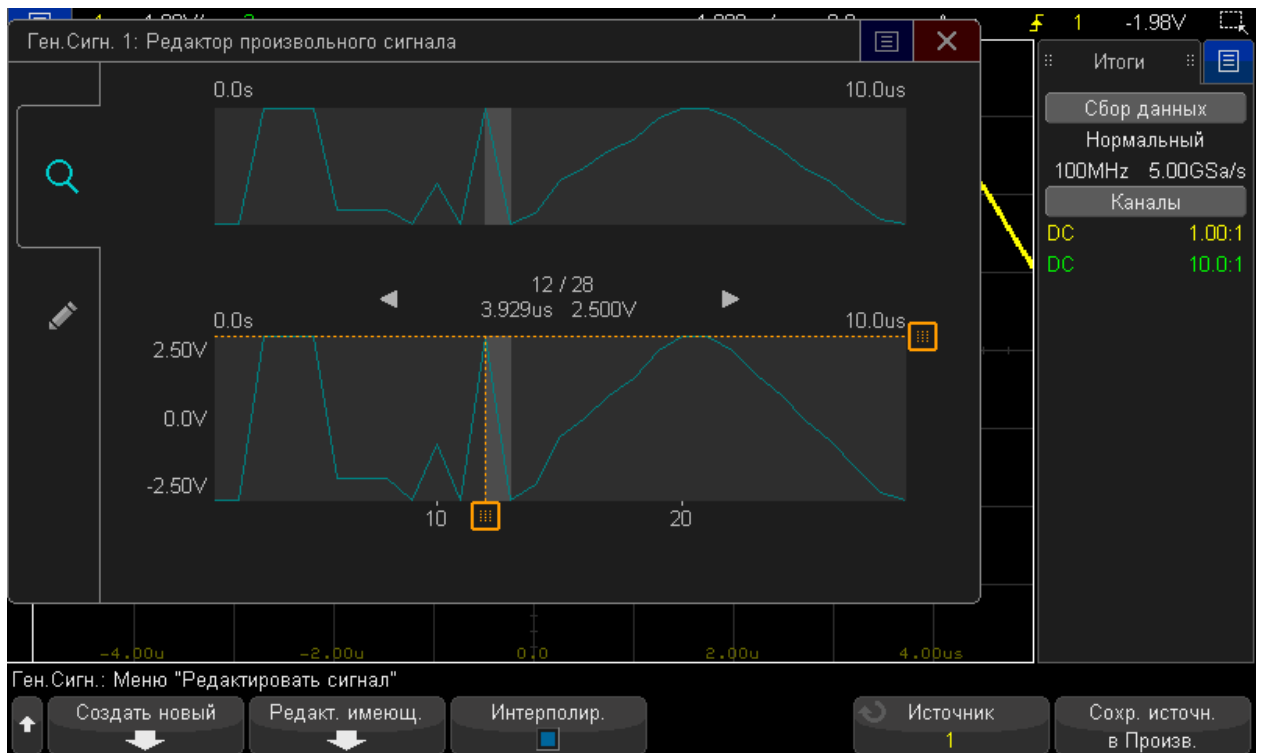 1 -1.98V
Ген.Сигн. 1: Редактор произвольного сигнала
Итоги
0.0s 10.0us
Сбор данных
Нормальный
100MHz 5.00GSa/s
Каналы
DC 1.00:1
DC 10.0:1
12 / 28
3.929us 2.500V
0.0s 10.0us
2.50V
0.0V
-2.50V
10 20
-4.00u -2.00u 0.0 2.00u 4.00us
Ген.Сигн.: Меню "Редактировать сигнал"
Создать новый Редакт. имеющ. Интерполир. Источник Сохр. источн.
1 в Произв.